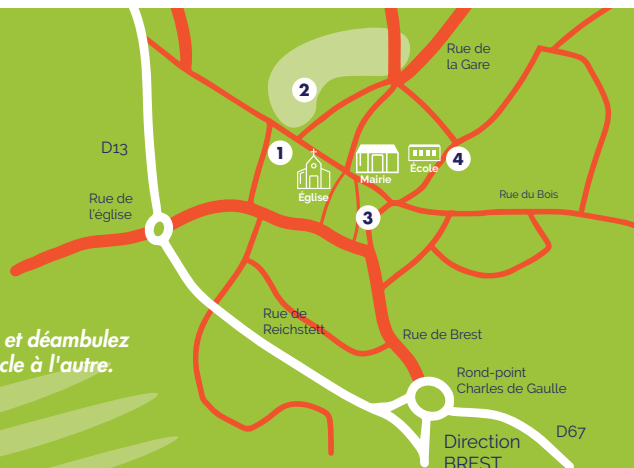 Rue de
la Gare
2
D13
1
Église
Mairie
École
4
Rue de
l'église
Rue du Bois
3
Rue de
Reichstett
Rue de Brest
et déambulez
cle à l'autre.
Rond-point
Charles de Gaulle
D67
Direction
BREST